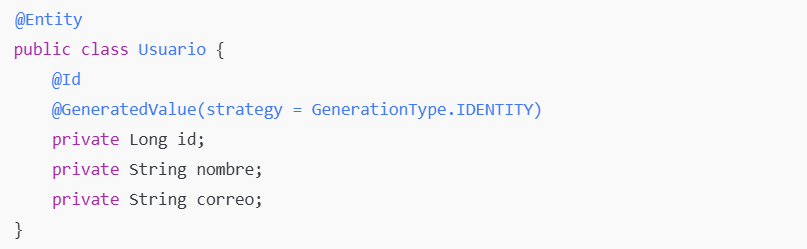 @Entity
public class Usuario {
    @Id
    @GeneratedValue(strategy = GenerationType.IDENTITY)
    private Long id;
    private String nombre;
    private String correo;
}